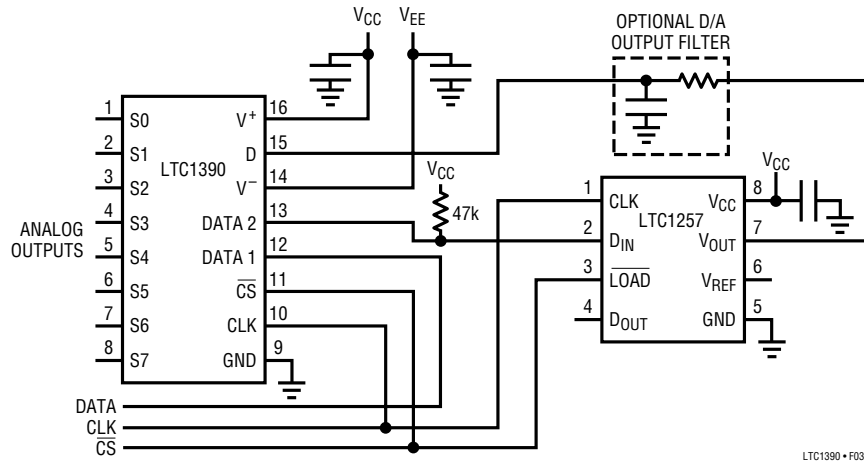 VCC
VEE
OPTIONAL D/A
OUTPUT FILTER
1 S0
2 S1
3 S2
4 S3
5 S4
6 S5
7 S6
8 S7
ANALOG
OUTPUTS
LTC1390
V+ 16
D 15
V− 14
DATA 2 13
DATA 1 12
CS 11
CLK 10
GND 9
VCC
47k
VCC
1 CLK
2 DIN
3 LOAD
4 DOUT
LTC1257
VCC 8
VOUT 7
VREF 6
GND 5
DATA
CLK
CS
LTC1390 • F03